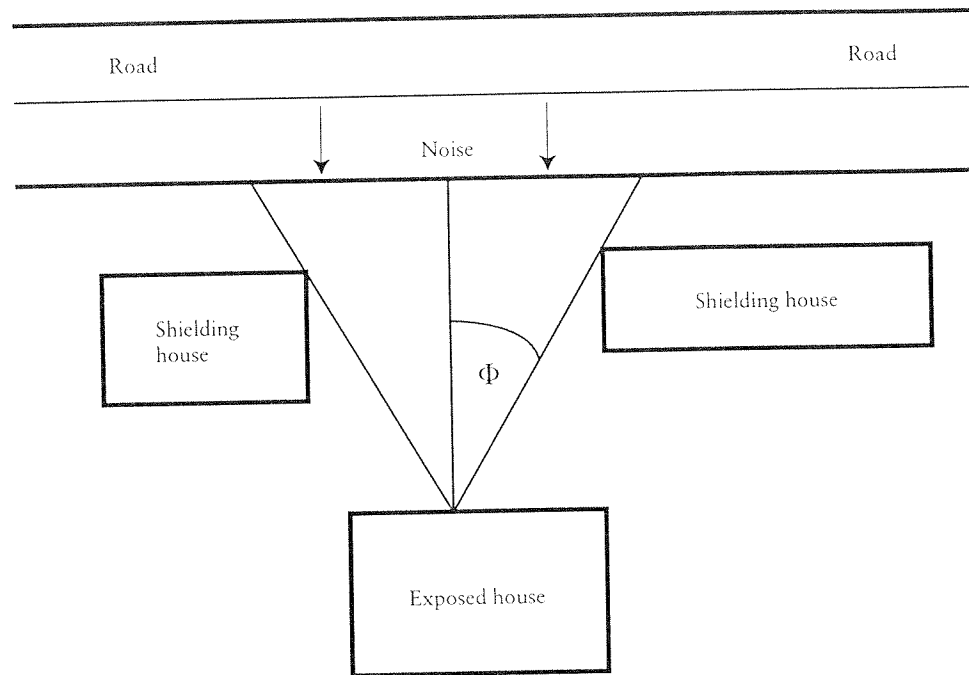 Road
Road
Noise
Shielding
house
Shielding house
Φ
Exposed house